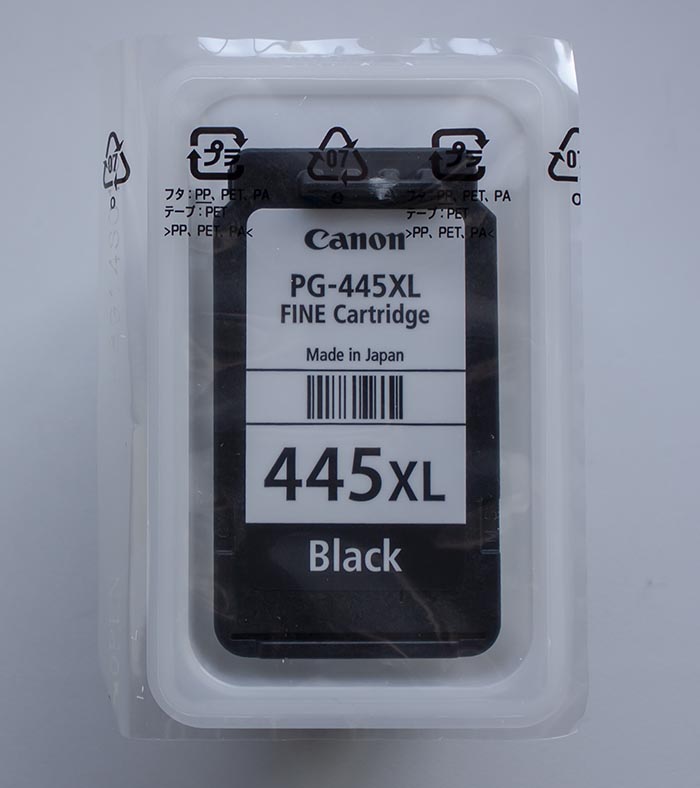 07 プラ 07 プラ 07
フタ：PP、PET、PA フタ：PP、PET、PA
テープ：PET テープ：PET
>PP、PET、PA< >PP、PET、PA<
Canon
PG-445XL
FINE Cartridge
Made in Japan
445XL
Black